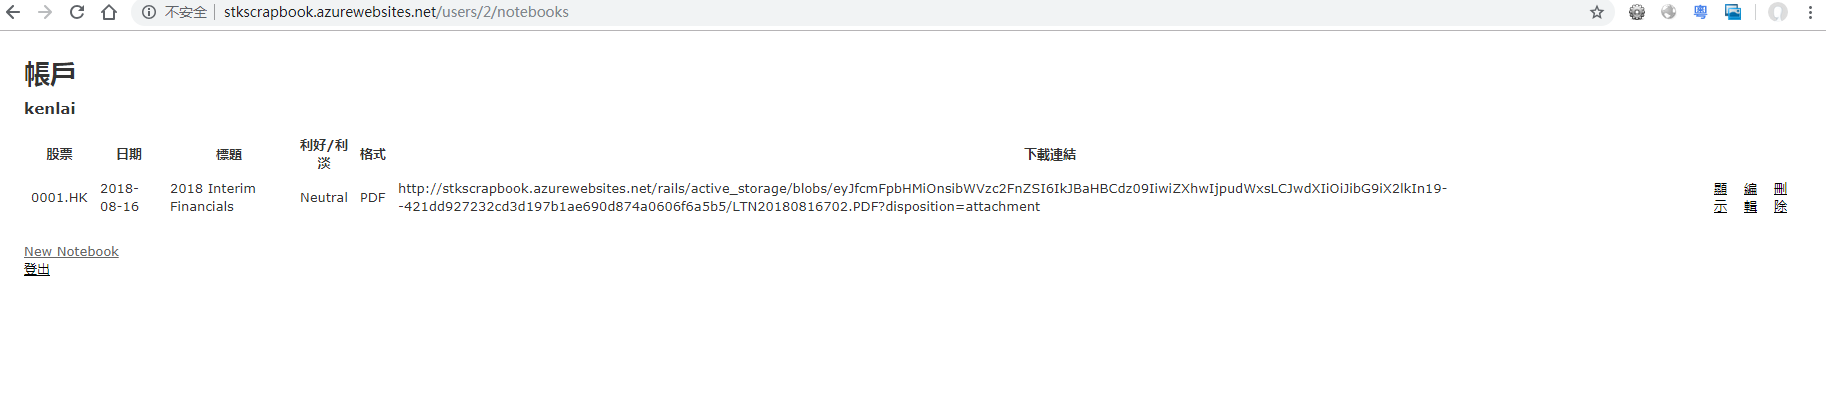 不安全 stkscrapbook.azurewebsites.net/users/2/notebooks
粵
帳戶
kenlai
股票 日期 標題 利好/利淡 格式 下載連結
0001.HK 2018-08-16 2018 Interim Financials Neutral PDF http://stkscrapbook.azurewebsites.net/rails/active_storage/blobs/eyJfcmFpbHMiOnsibWVzc2FnZSI6IkJBaHBCdz09IiwiZXhwIjpudWxsLCJwdXIiOiJibG9iX2lkIn19--421dd927232cd3d197b1ae690d874a0606f6a5b5/LTN20180816702.PDF?disposition=attachment 顯示 編輯 刪除
New Notebook
登出